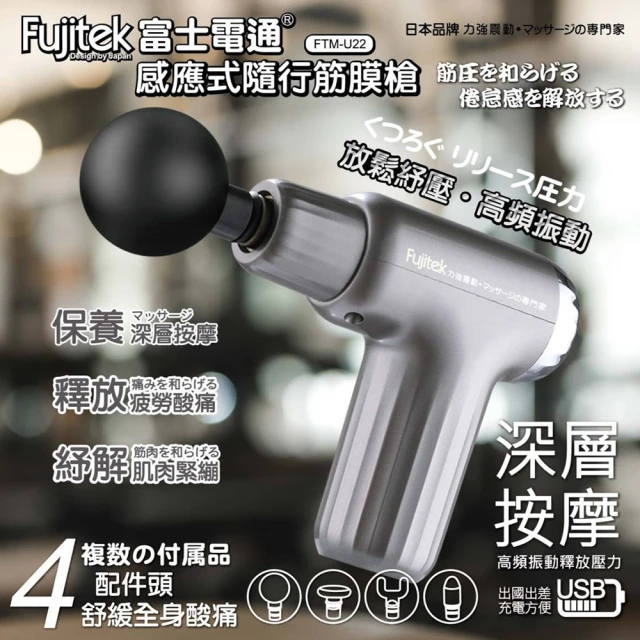 Fujitek 富士電通®
Design by Japan
FTM-U22
日本品牌 力強震動•マッサージの專門家
感應式隨行筋膜槍
筋圧を和らげる
倦怠感を解放する
くつろぐ リリース圧力
放鬆紓壓•高頻振動
Fujitek 力強震動•マッサージの專門家
保養 マッサージ
深層按摩
釋放 痛みを和らげる
疲勞酸痛
紓解 筋肉を和らげる
肌肉緊繃
深層
按摩
高頻振動釋放壓力
4 複数の付属品
配件頭
舒緩全身酸痛
出國出差
充電方便
USB